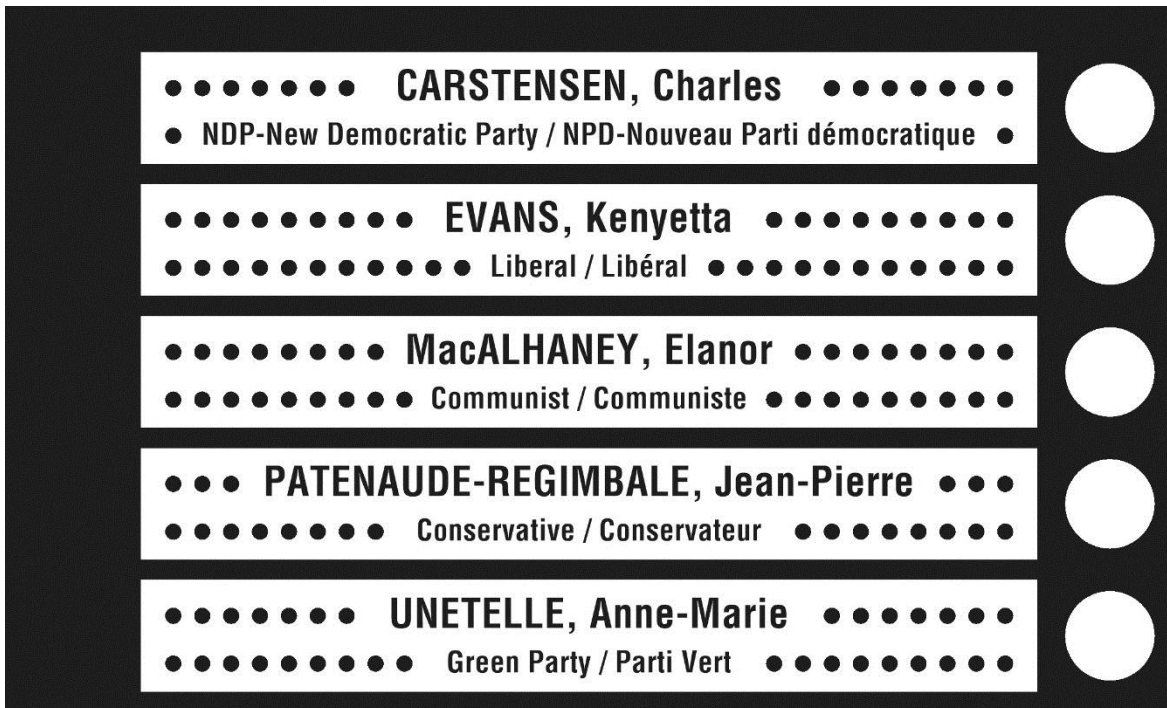 CARSTENSEN, Charles
NDP-New Democratic Party / NPD-Nouveau Parti démocratique
EVANS, Kenyetta
Liberal / Libéral
MacALHANEY, Elanor
Communist / Communiste
PATENAUDE-REGIMBALE, Jean-Pierre
Conservative / Conservateur
UNETELLE, Anne-Marie
Green Party / Parti Vert